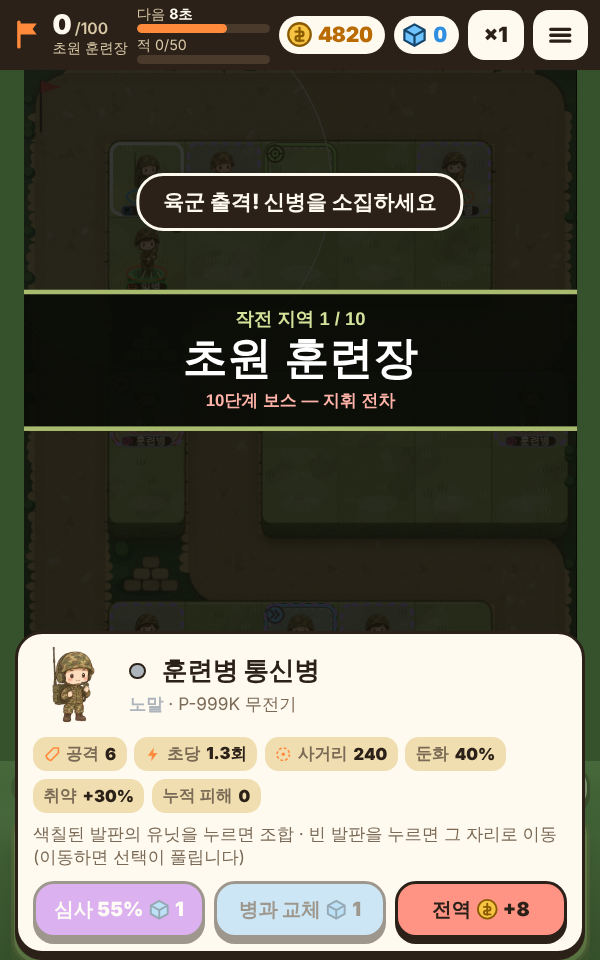 0/100
초원 훈련장
다음 8초
적 0/50
4820
0
×1
육군 출격! 신병을 소집하세요
작전 지역 1 / 10
초원 훈련장
10단계 보스 — 지휘 전차
훈련병 통신병
노말 · P-999K 무전기
공격 6
초당 1.3회
사거리 240
둔화 40%
취약 +30%
누적 피해 0
색칠된 발판의 유닛을 누르면 조합 · 빈 발판을 누르면 그 자리로 이동
(이동하면 선택이 풀립니다)
심사 55% 1
병과 교체 1
전역 +8